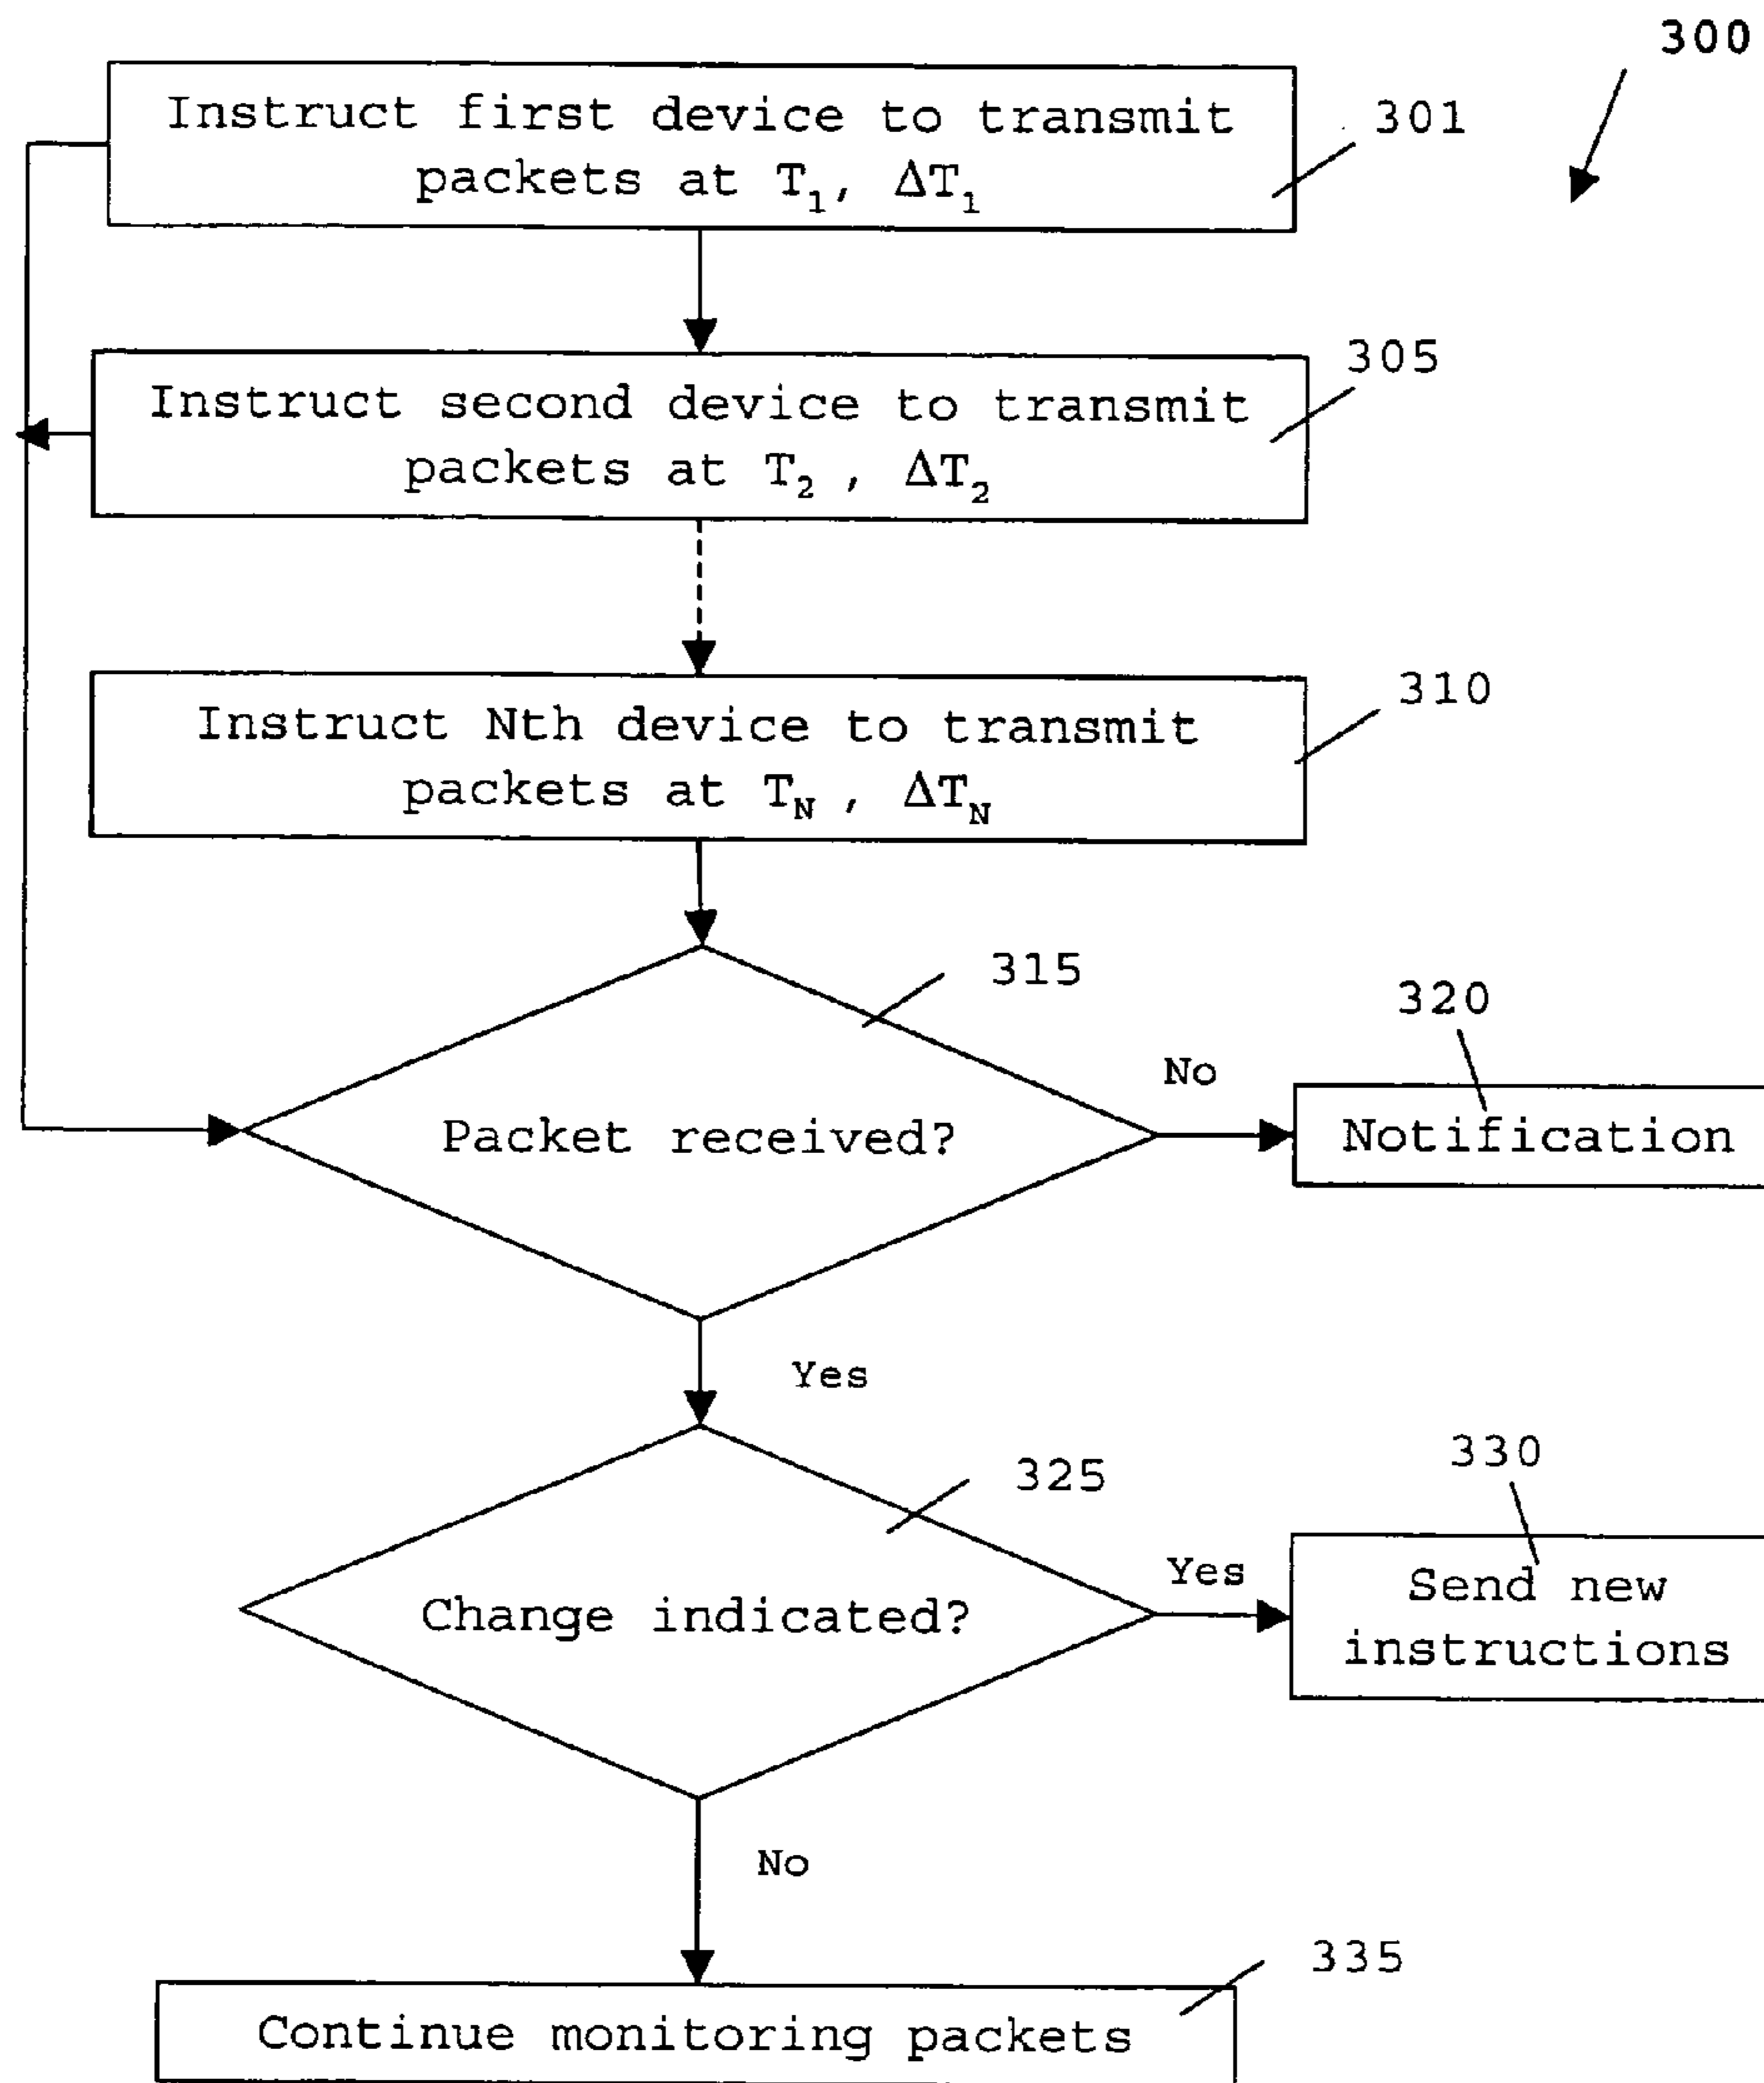 300
Instruct first device to transmit
packets at T₁, ΔT₁
301
305
Instruct second device to transmit
packets at T₂ , ΔT₂
310
Instruct Nth device to transmit
packets at T_N , ΔT_N
315
320
No
Packet received?
Notification
Yes
325
330
Yes
Change indicated?
Send new
instructions
No
335
Continue monitoring packets